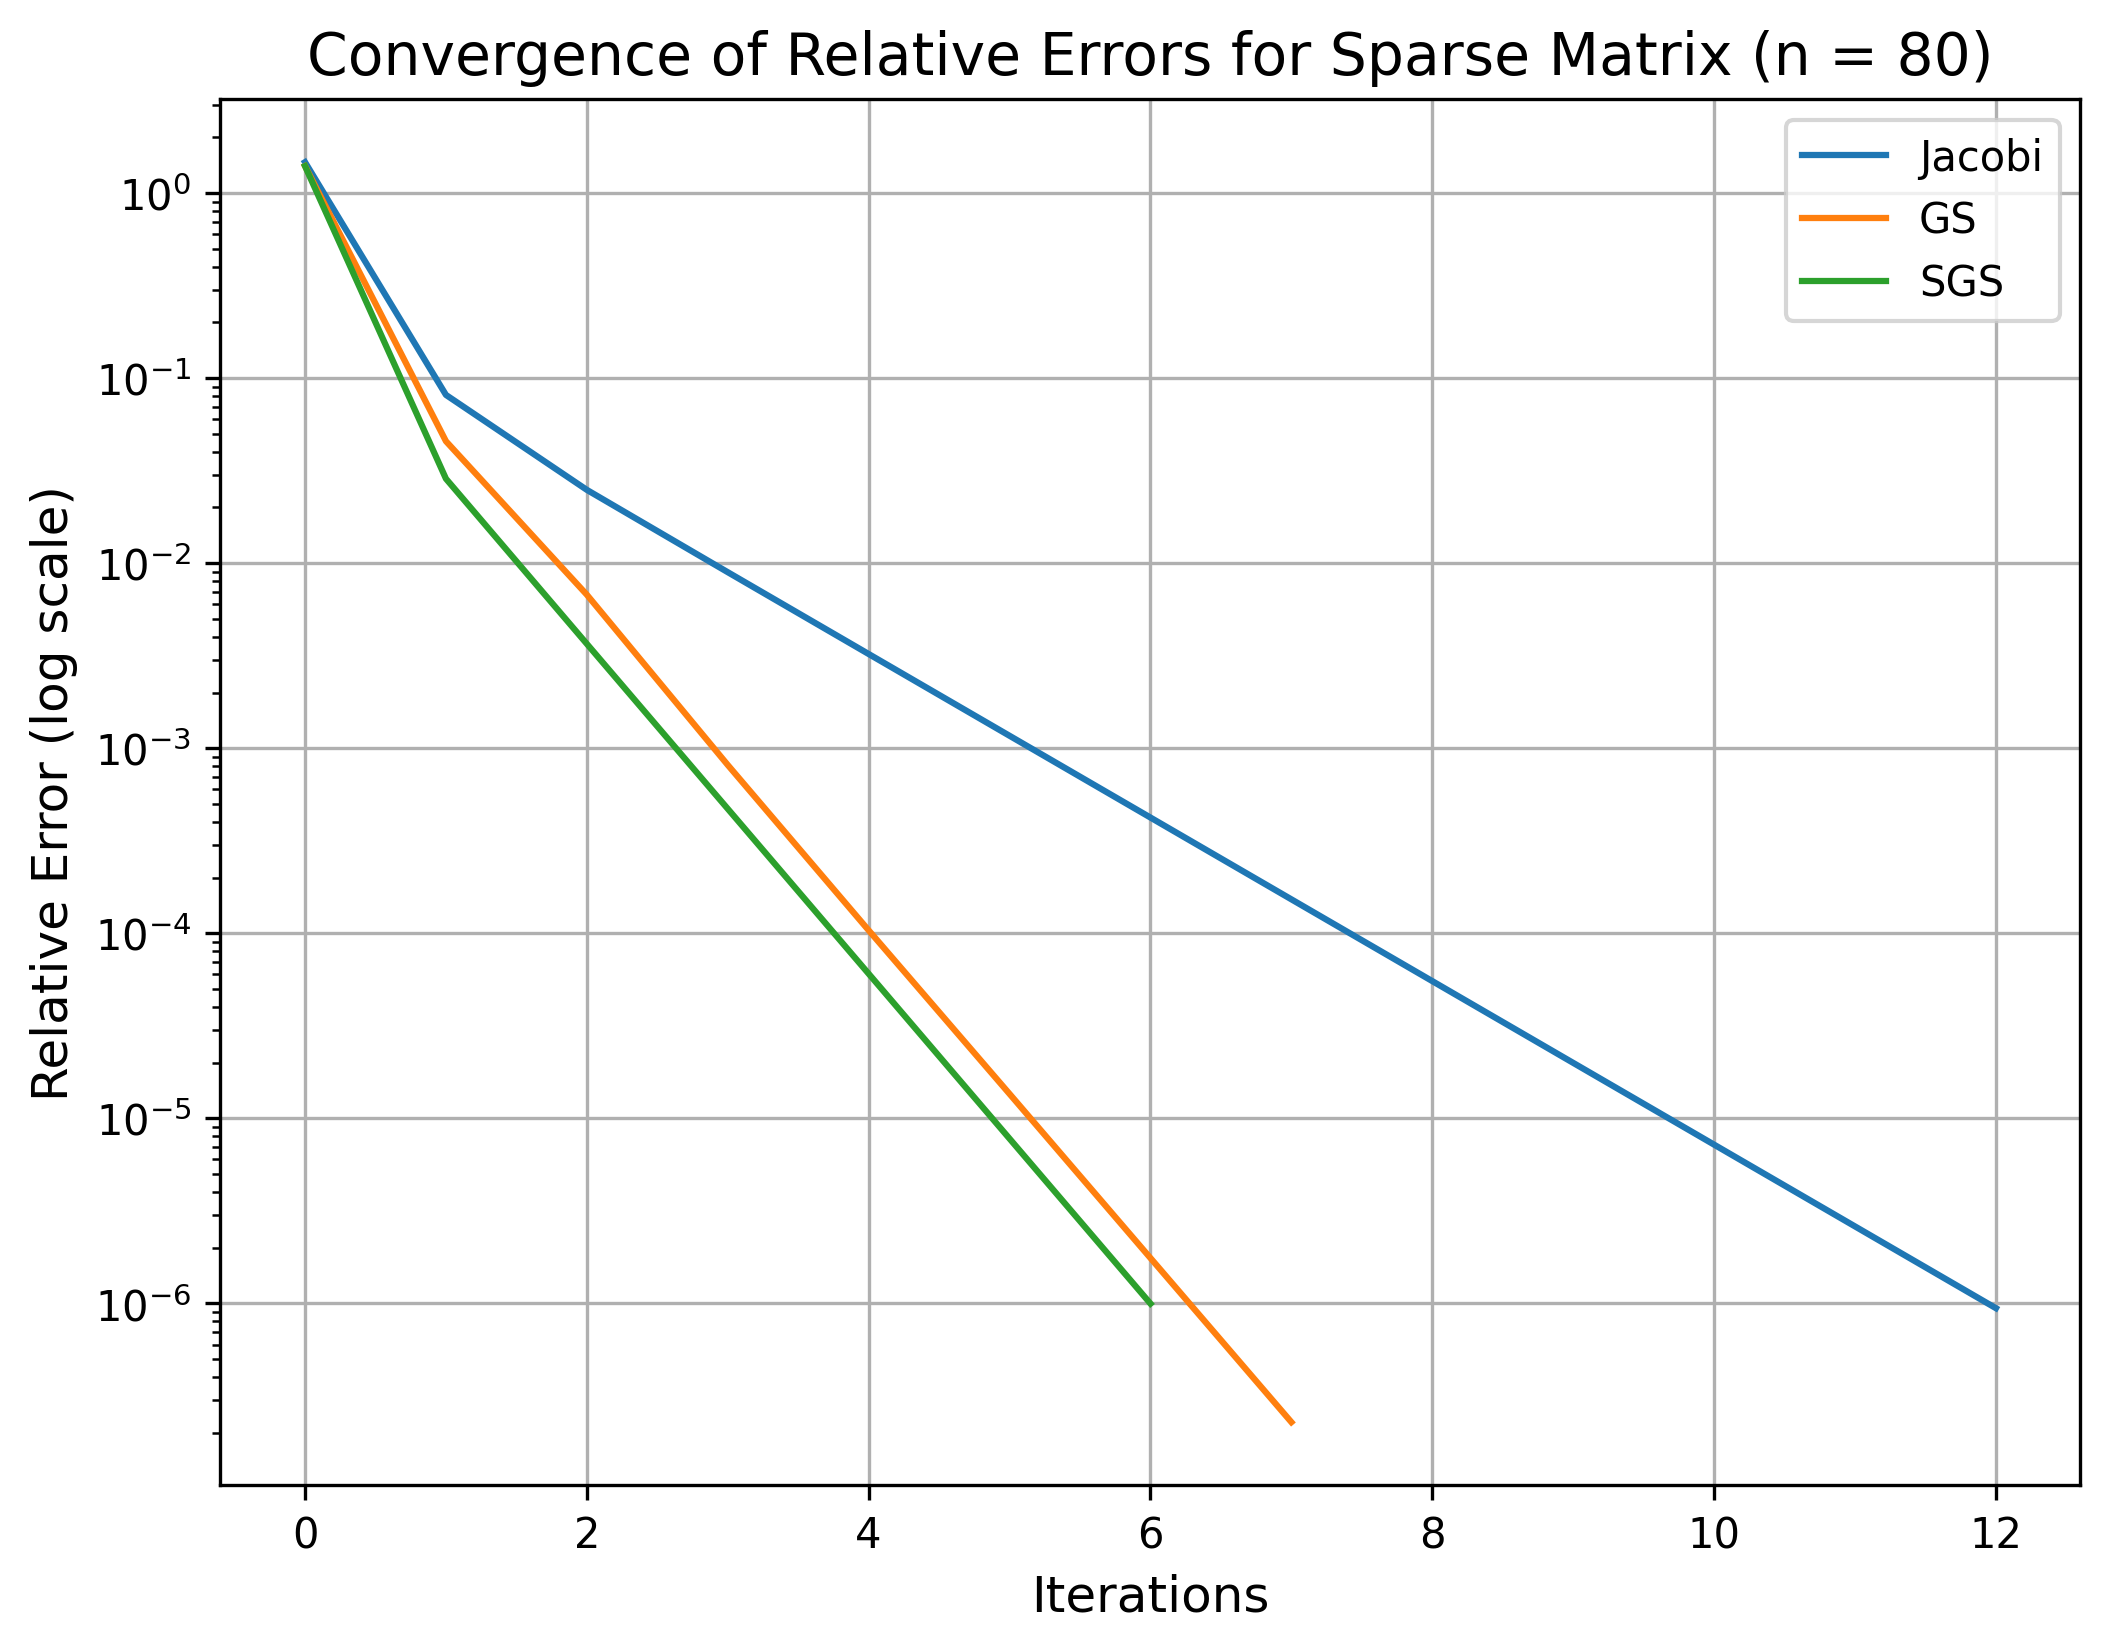 Convergence of Relative Errors for Sparse Matrix (n = 80)
Jacobi
GS
SGS
Relative Error (log scale)
10⁰
10⁻¹
10⁻²
10⁻³
10⁻⁴
10⁻⁵
10⁻⁶
0 2 4 6 8 10 12
Iterations